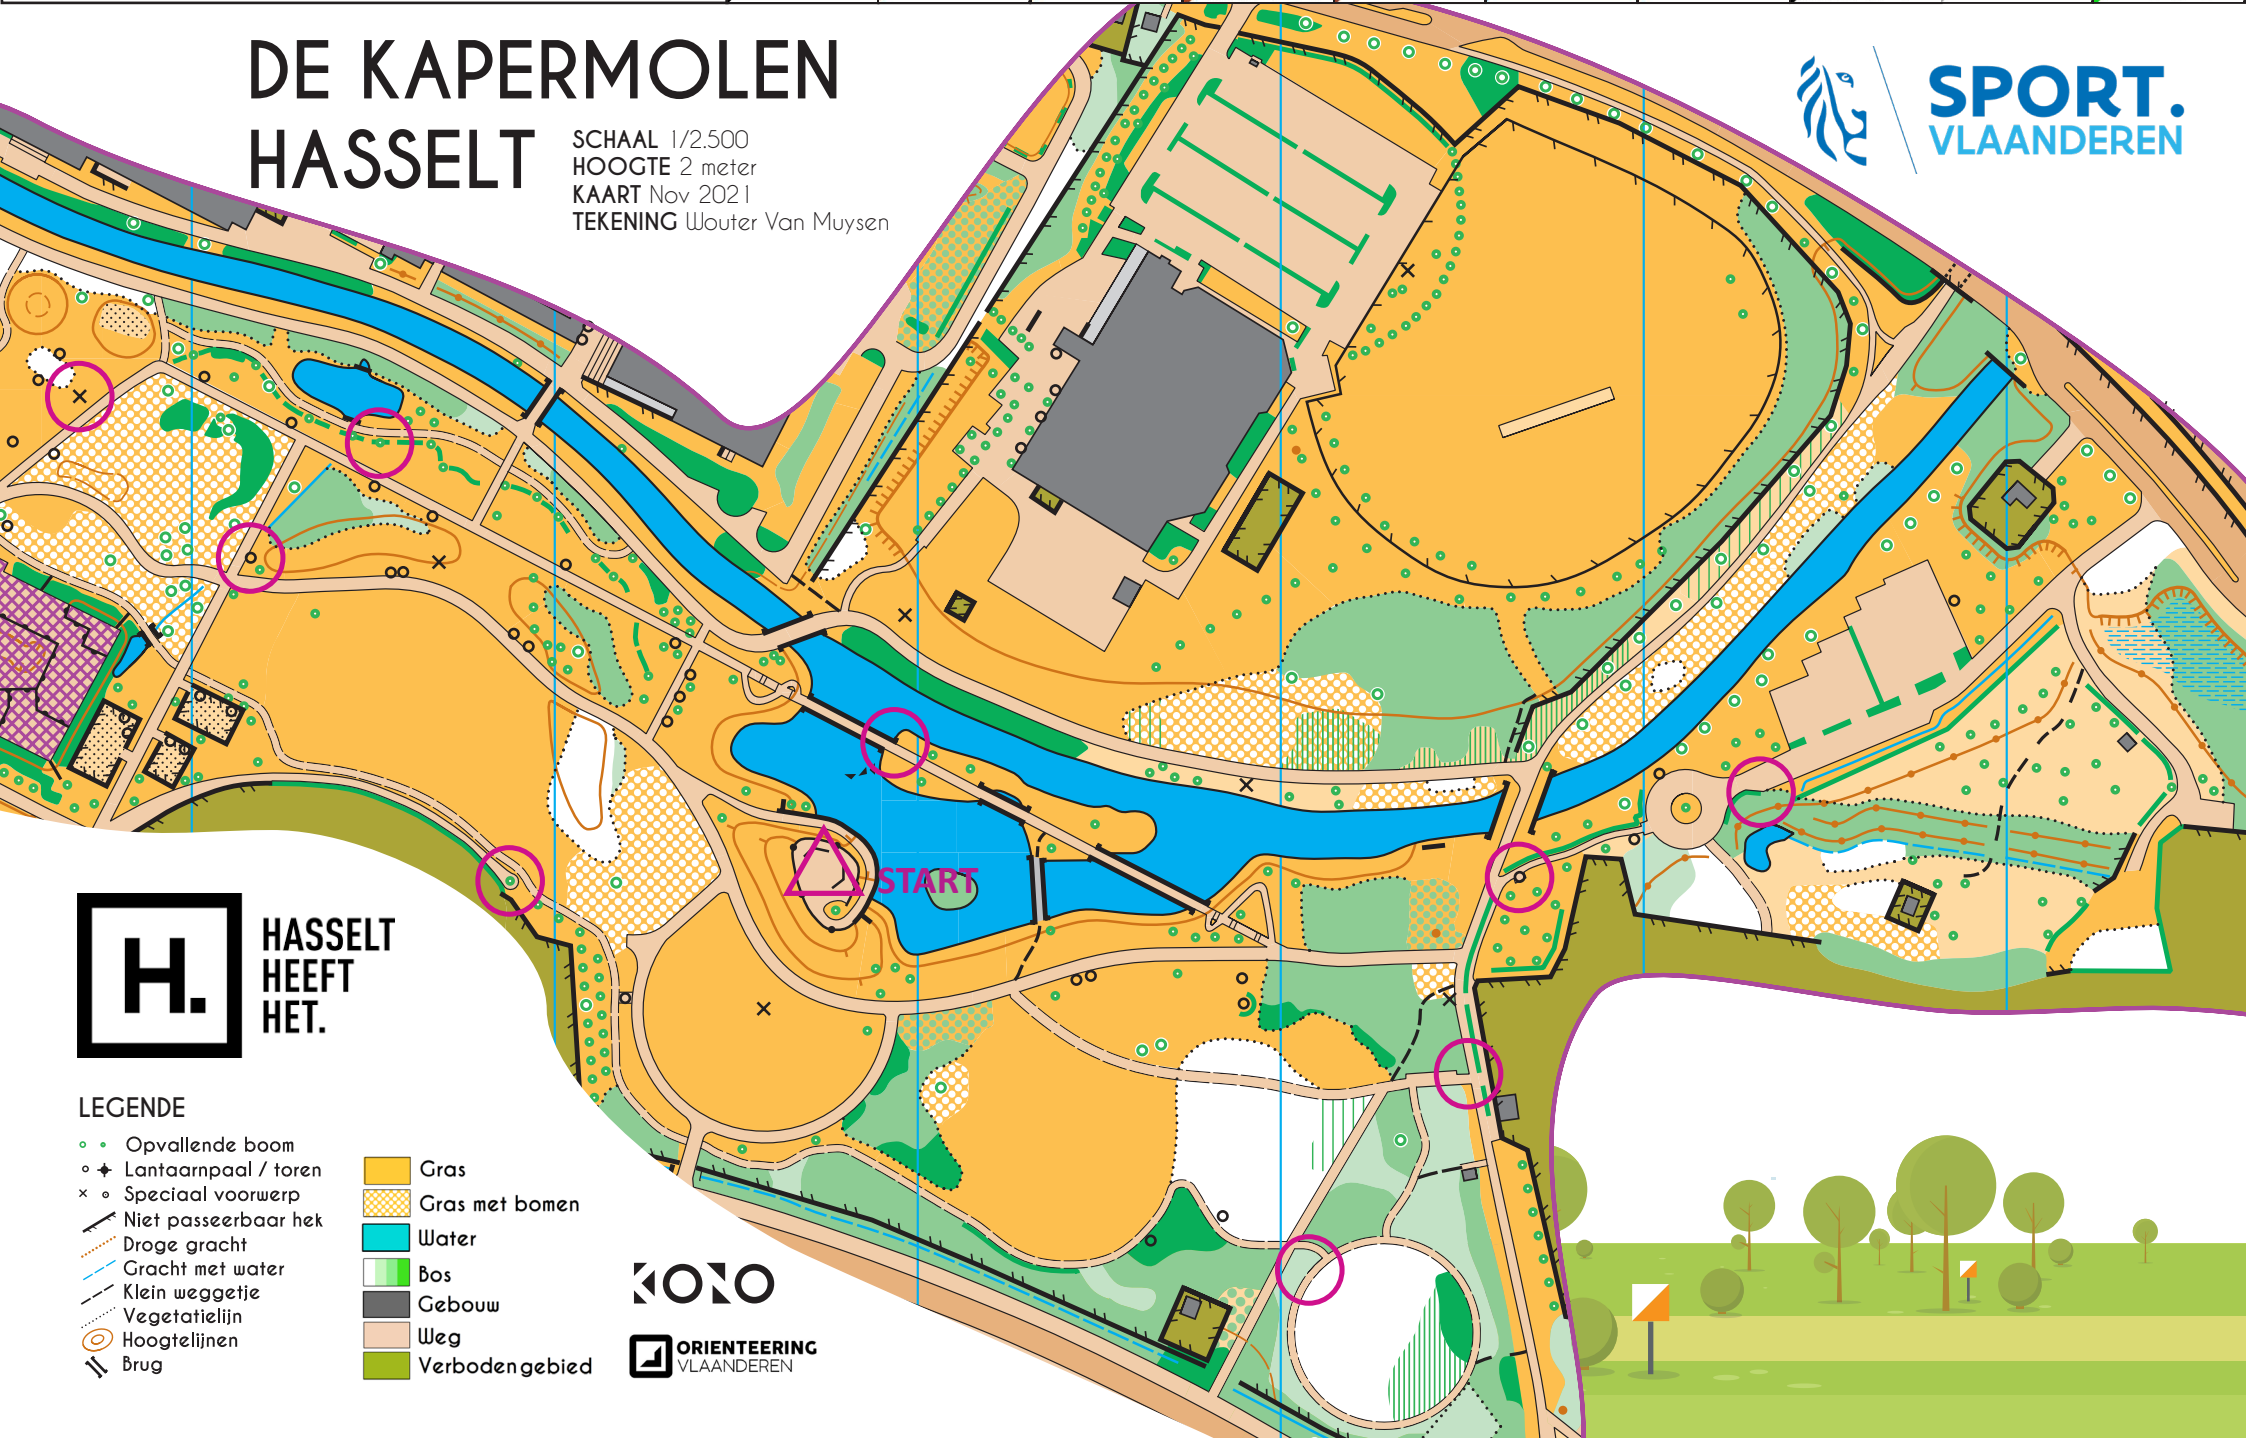 DE KAPERMOLEN
HASSELT
SCHAAL 1/2.500
HOOGTE 2 meter
KAART Nov 2021
TEKENING Wouter Van Muysen
SPORT.
VLAANDEREN
START
H.
HASSELT
HEEFT
HET.
LEGENDE
Opvallende boom
Lantaarnpaal / toren
Speciaal voorwerp
Niet passeerbaar hek
Droge gracht
Gracht met water
Klein weggetje
Vegetatielijn
Hoogtelijnen
Brug
Gras
Gras met bomen
Water
Bos
Gebouw
Weg
Verboden gebied
KONO
ORIENTEERING
VLAANDEREN